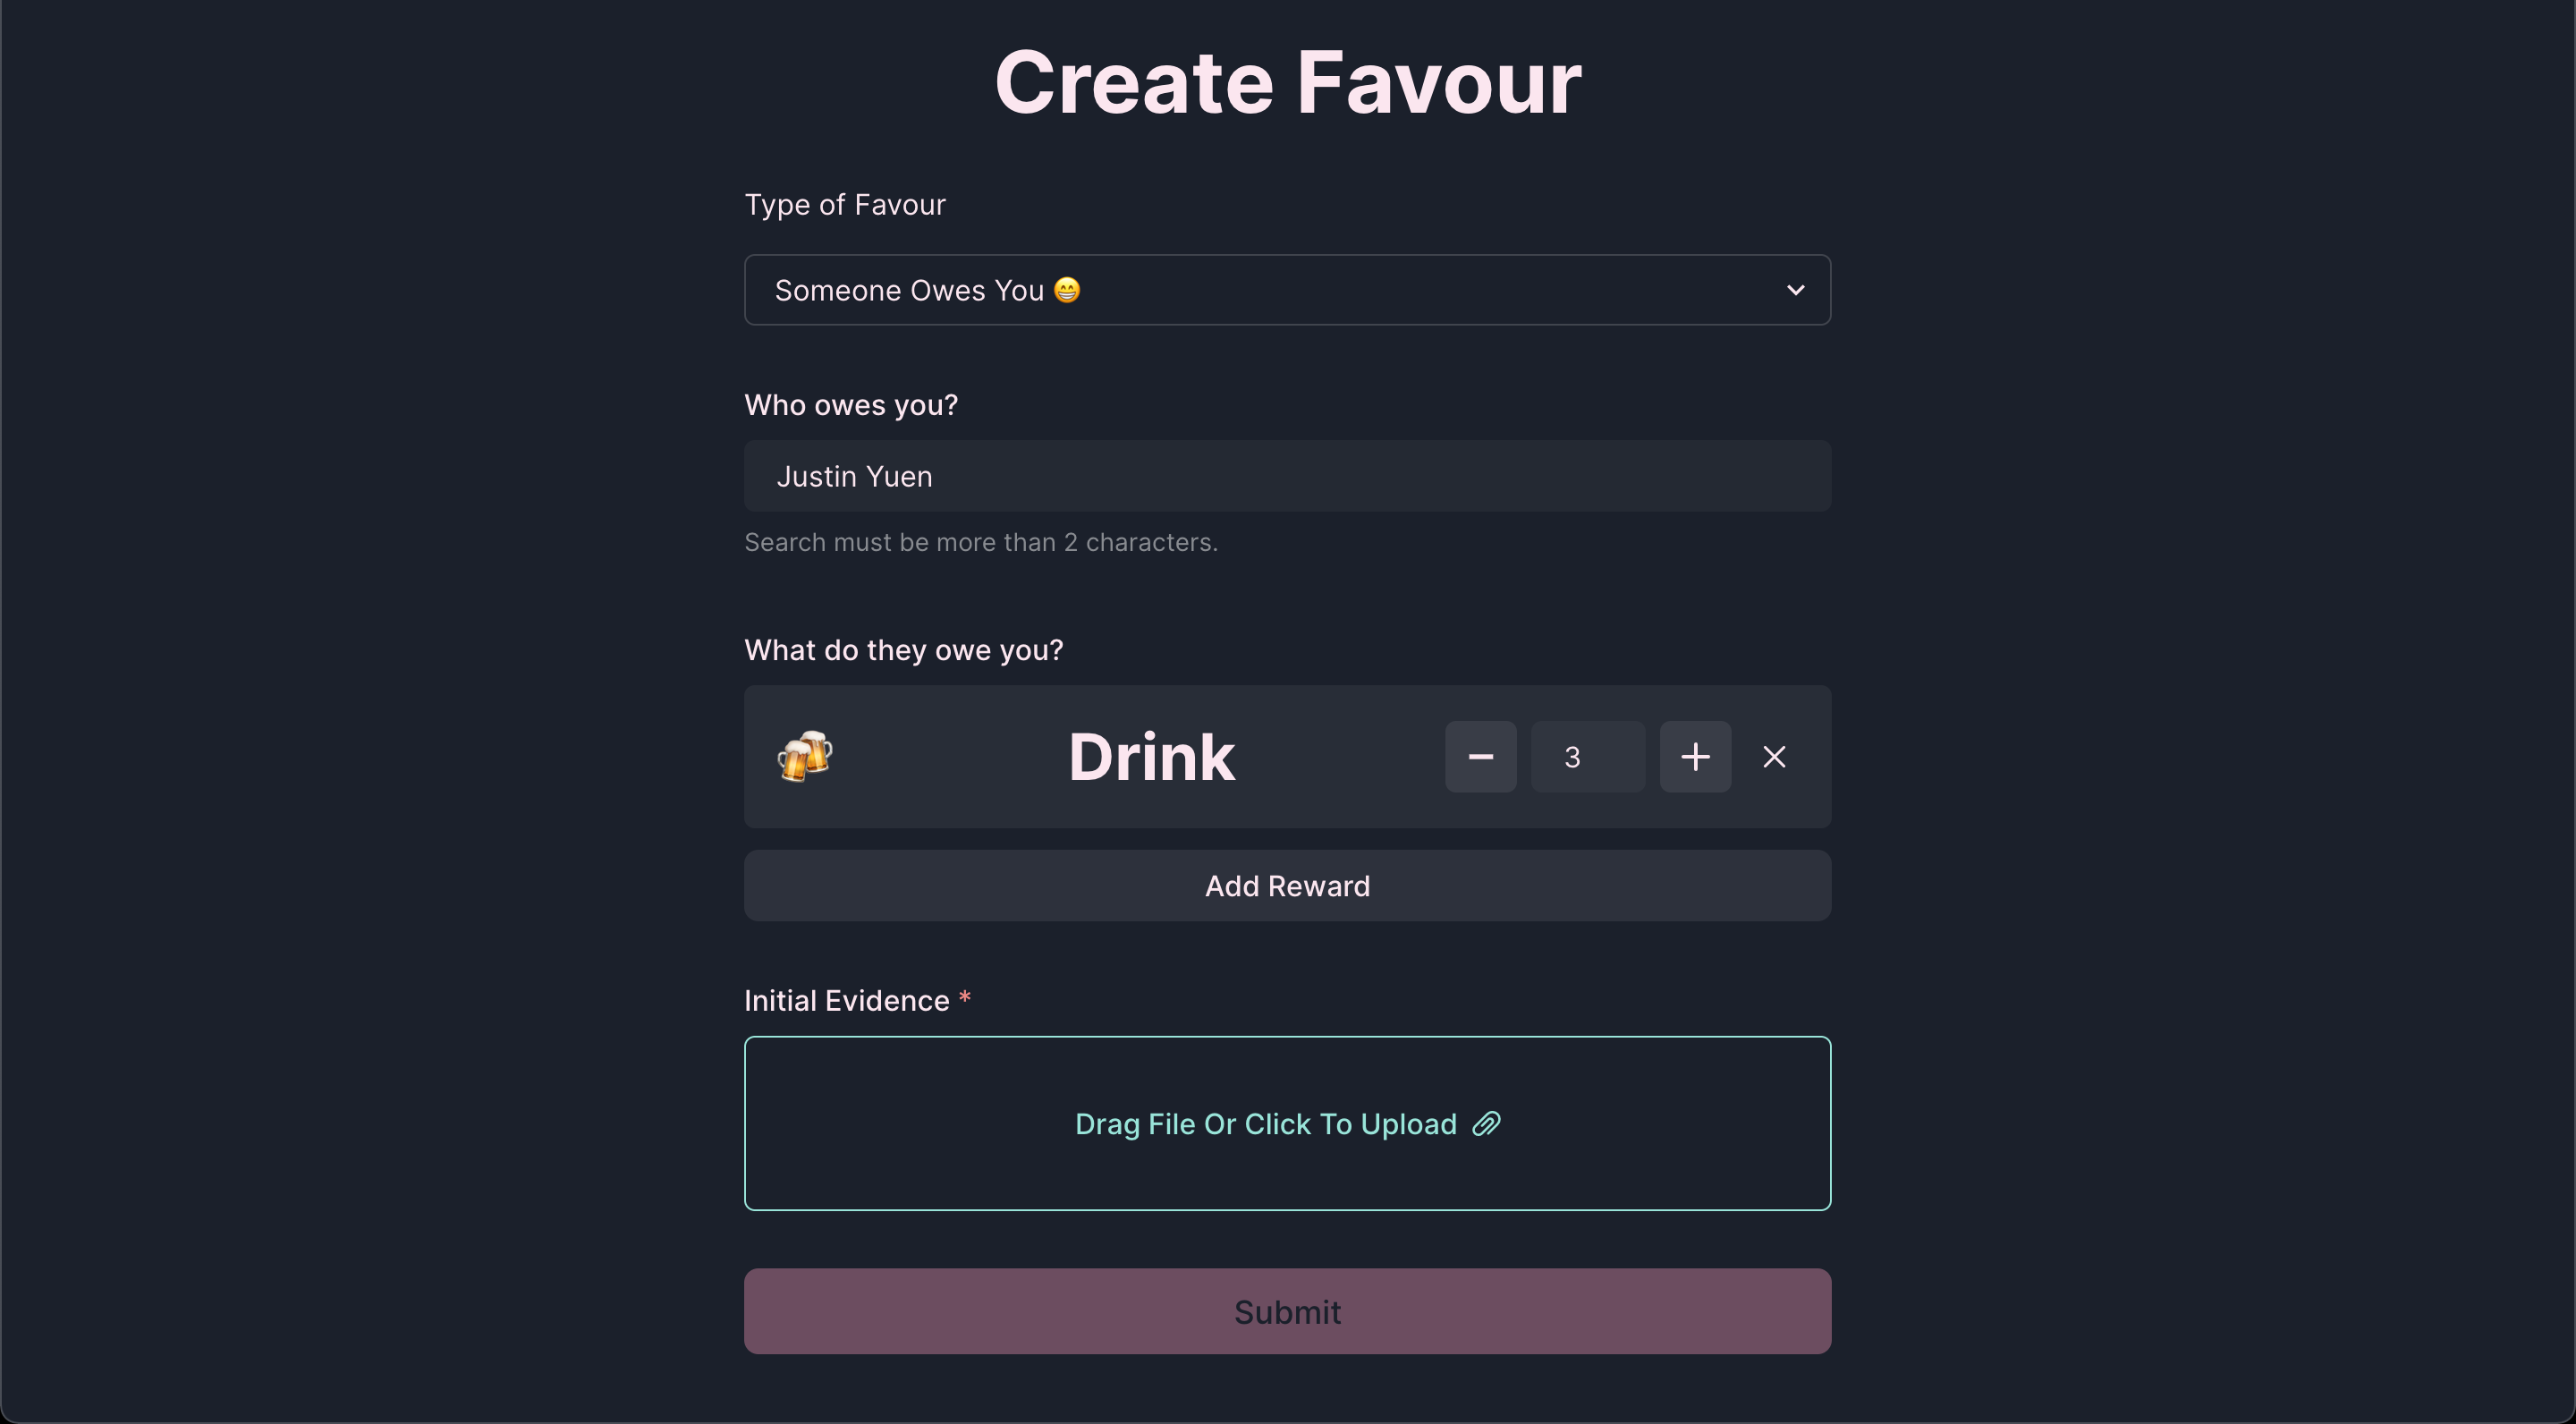 Create Favour
Type of Favour
Someone Owes You 😁
Who owes you?
Justin Yuen
Search must be more than 2 characters.
What do they owe you?
Drink
3
Add Reward
Initial Evidence *
Drag File Or Click To Upload
Submit